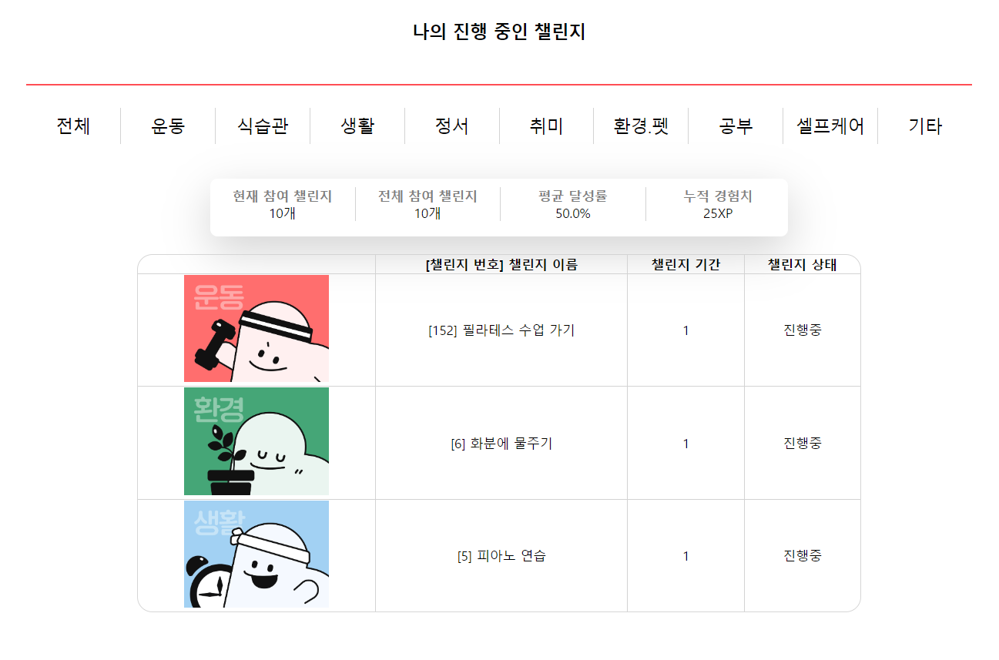 나의 진행 중인 챌린지
전체 운동 식습관 생활 정서 취미 환경.펫 공부 셀프케어 기타
현재 참여 챌린지 전체 참여 챌린지 평균 달성률 누적 경험치
10개 10개 50.0% 25XP
[챌린지 번호] 챌린지 이름 챌린지 기간 챌린지 상태
운동
[152] 필라테스 수업 가기 1 진행중
환경
[6] 화분에 물주기 1 진행중
생활
[5] 피아노 연습 1 진행중